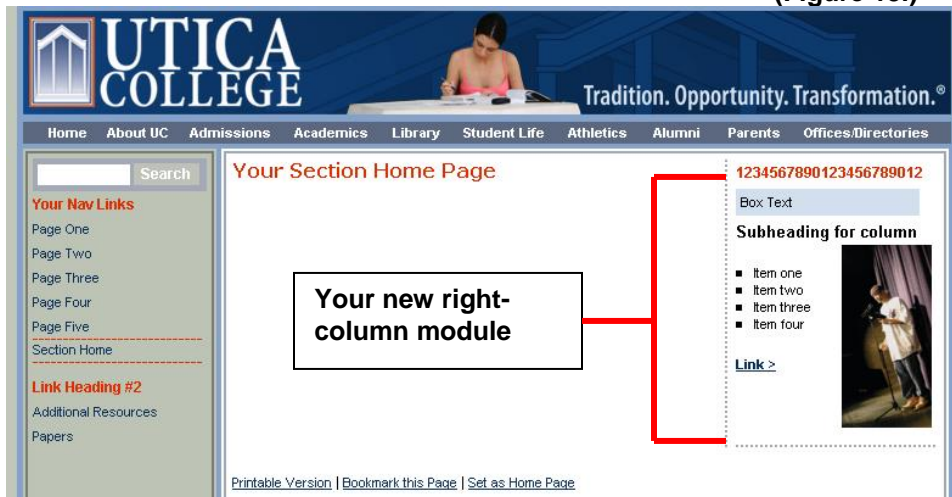 UTICA
COLLEGE
Tradition. Opportunity. Transformation.®
Home About UC Admissions Academics Library Student Life Athletics Alumni Parents Offices/Directories
Search
Your Nav Links
Page One
Page Two
Page Three
Page Four
Page Five
Section Home
Link Heading #2
Additional Resources
Papers
Your Section Home Page
Your new right-
column module
1234567890123456789012
Box Text
Subheading for column
Item one
Item two
Item three
Item four
Link >
Printable Version | Bookmark this Page | Set as Home Page